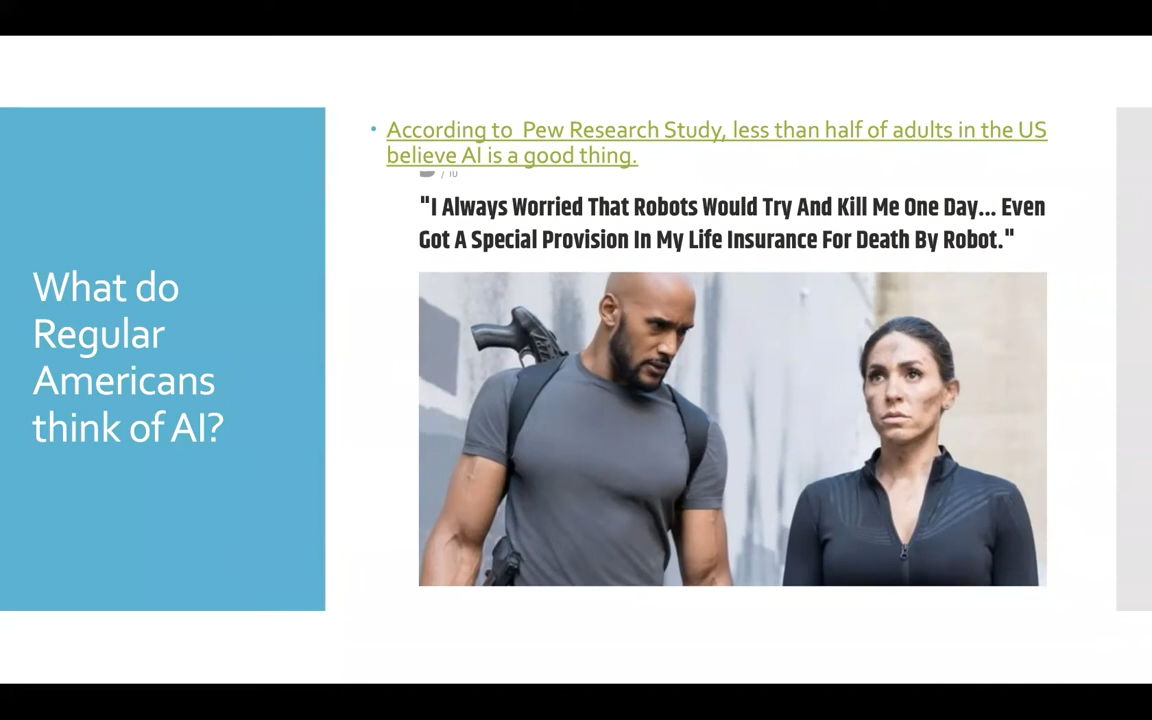 What do
Regular
Americans
think of AI?
• According to Pew Research Study, less than half of adults in the US
believe AI is a good thing.
/ 10
"I Always Worried That Robots Would Try And Kill Me One Day... Even
Got A Special Provision In My Life Insurance For Death By Robot."